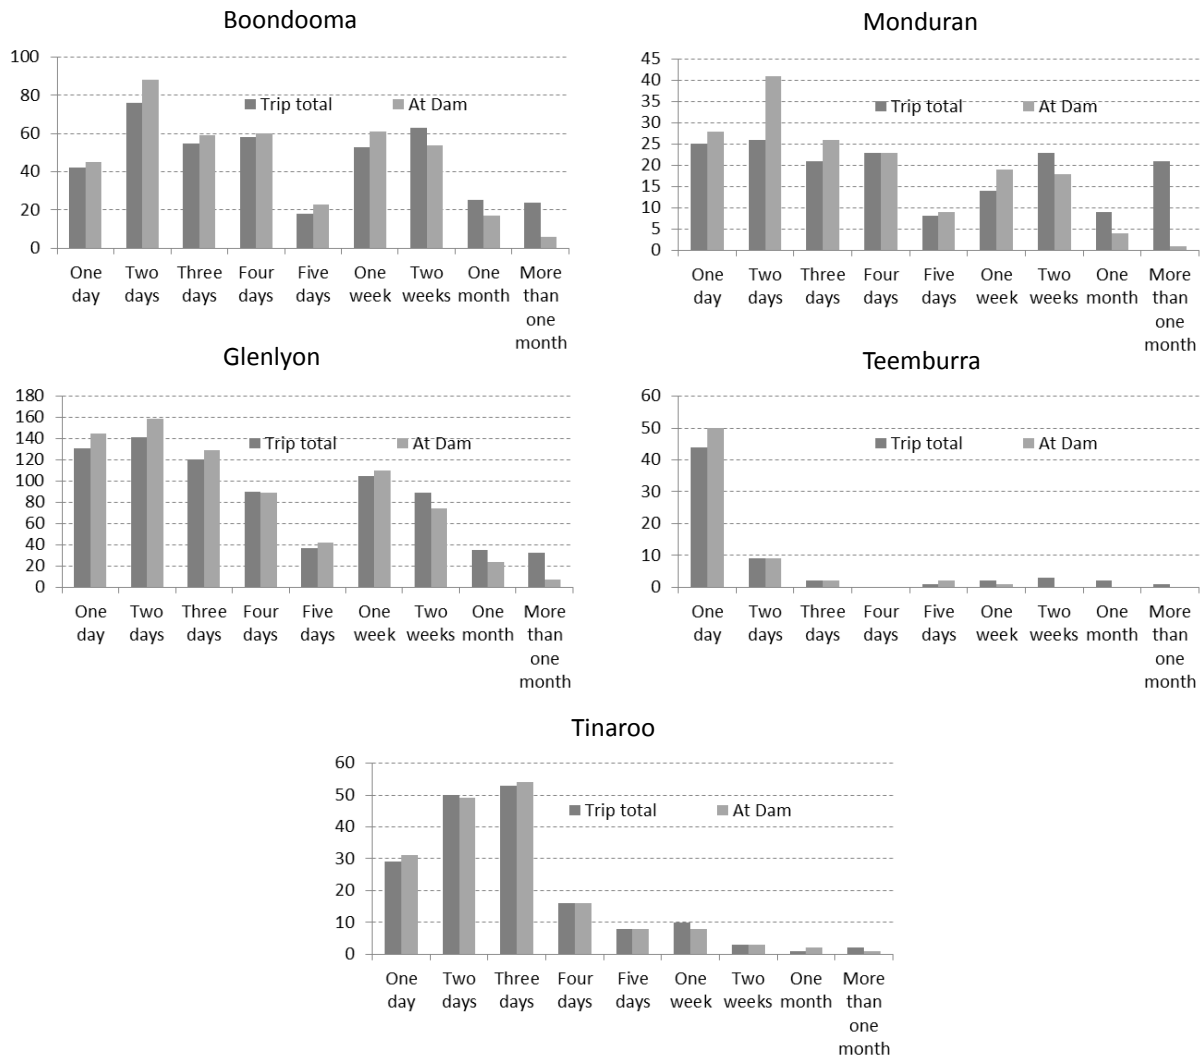 Boondooma
100
80
60
40
20
0
Trip total At Dam
One day
Two days
Three days
Four days
Five days
One week
Two weeks
One month
More than one month
Monduran
45
40
35
30
25
20
15
10
5
0
Trip total At Dam
One day
Two days
Three days
Four days
Five days
One week
Two weeks
One month
More than one month
Glenlyon
180
160
140
120
100
80
60
40
20
0
Trip total At Dam
One day
Two days
Three days
Four days
Five days
One week
Two weeks
One month
More than one month
Teemburra
60
50
40
30
20
10
0
Trip total At Dam
One day
Two days
Three days
Four days
Five days
One week
Two weeks
One month
More than one month
Tinaroo
60
50
40
30
20
10
0
Trip total At Dam
One day
Two days
Three days
Four days
Five days
One week
Two weeks
One month
More than one month